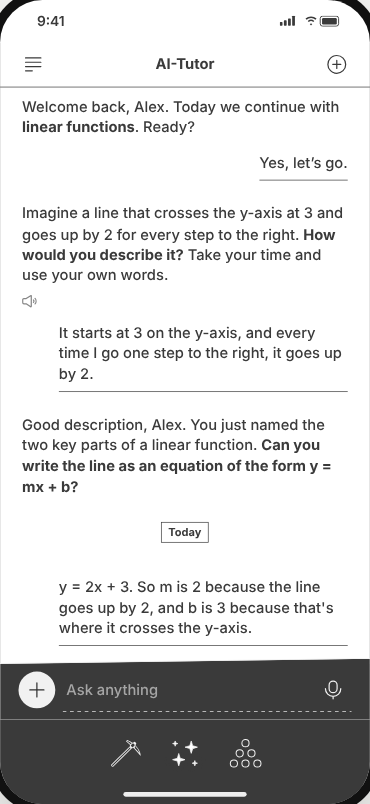 9:41
AI-Tutor
Welcome back, Alex. Today we continue with
linear functions. Ready?
Yes, let’s go.
Imagine a line that crosses the y-axis at 3 and
goes up by 2 for every step to the right. How
would you describe it? Take your time and
use your own words.
It starts at 3 on the y-axis, and every
time I go one step to the right, it goes up
by 2.
Good description, Alex. You just named the
two key parts of a linear function. Can you
write the line as an equation of the form y =
mx + b?
Today
y = 2x + 3. So m is 2 because the line
goes up by 2, and b is 3 because that's
where it crosses the y-axis.
Ask anything